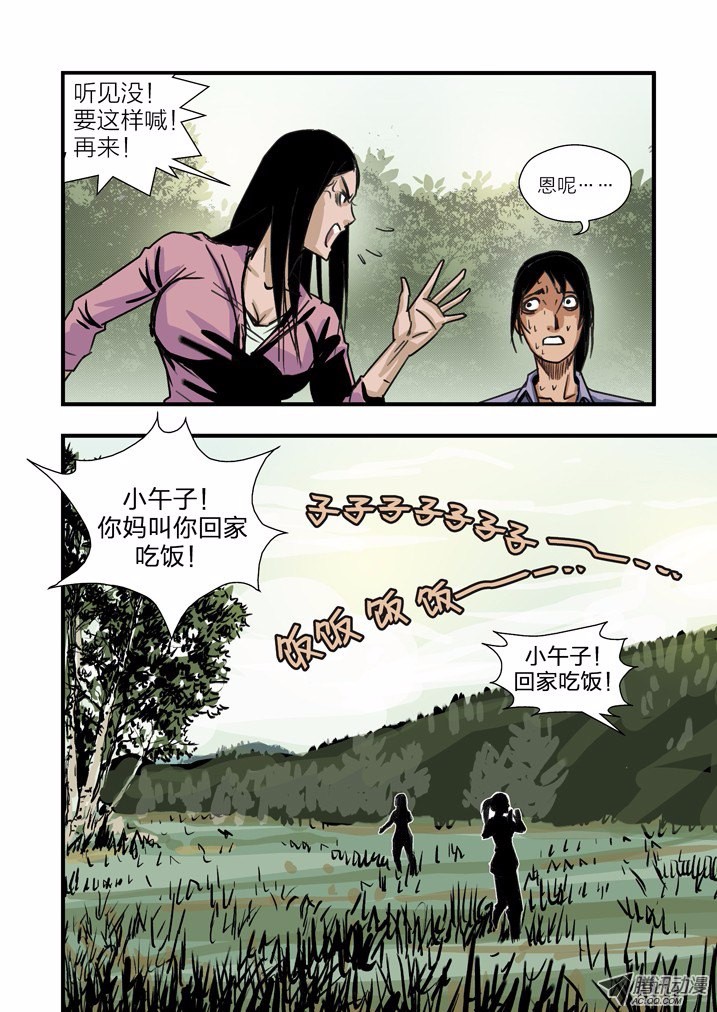 听见没！
要这样喊！
再来！
恩呢……
小午子！
你妈叫你回家
吃饭！
子子子子子子子——...
饭饭饭饭——...
小午子！
回家吃饭！
腾讯动漫
AC.QQ.COM